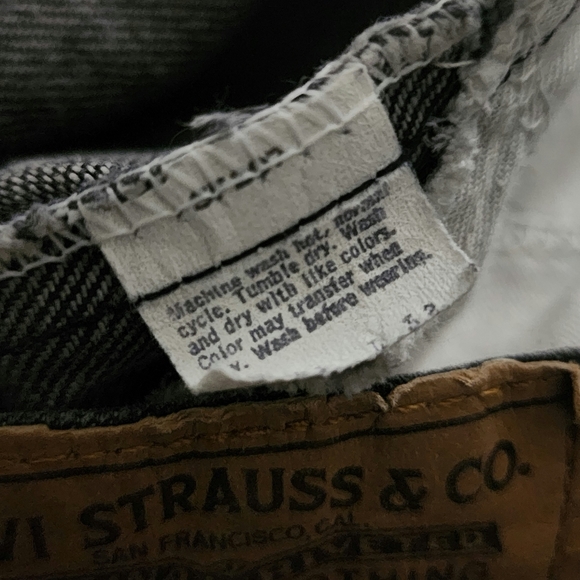 Machine wash hot, normal
cycle. Tumble dry. Wash
and dry with like colors.
Color may transfer when
Wash before wearing.
VI STRAUSS & CO.
SAN FRANCISCO, CAL.